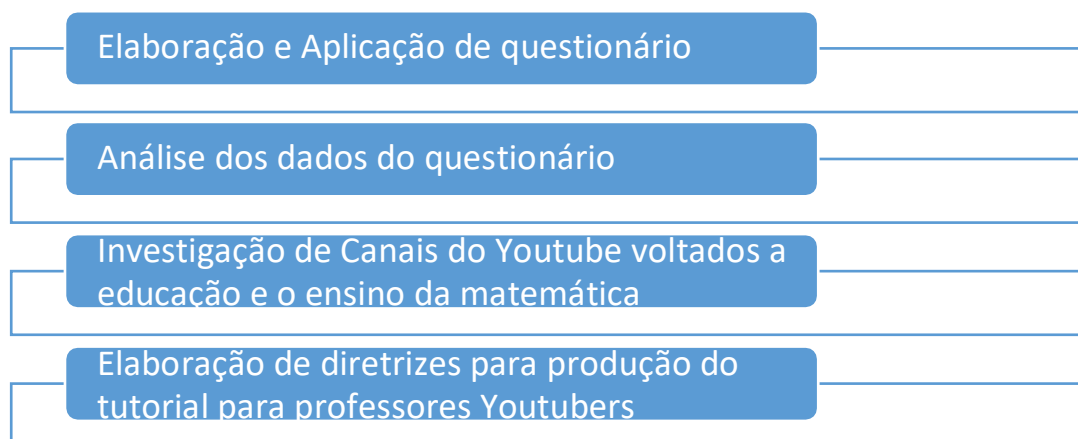 Elaboração e Aplicação de questionário
Análise dos dados do questionário
Investigação de Canais do Youtube voltados a
educação e o ensino da matemática
Elaboração de diretrizes para produção do
tutorial para professores Youtubers